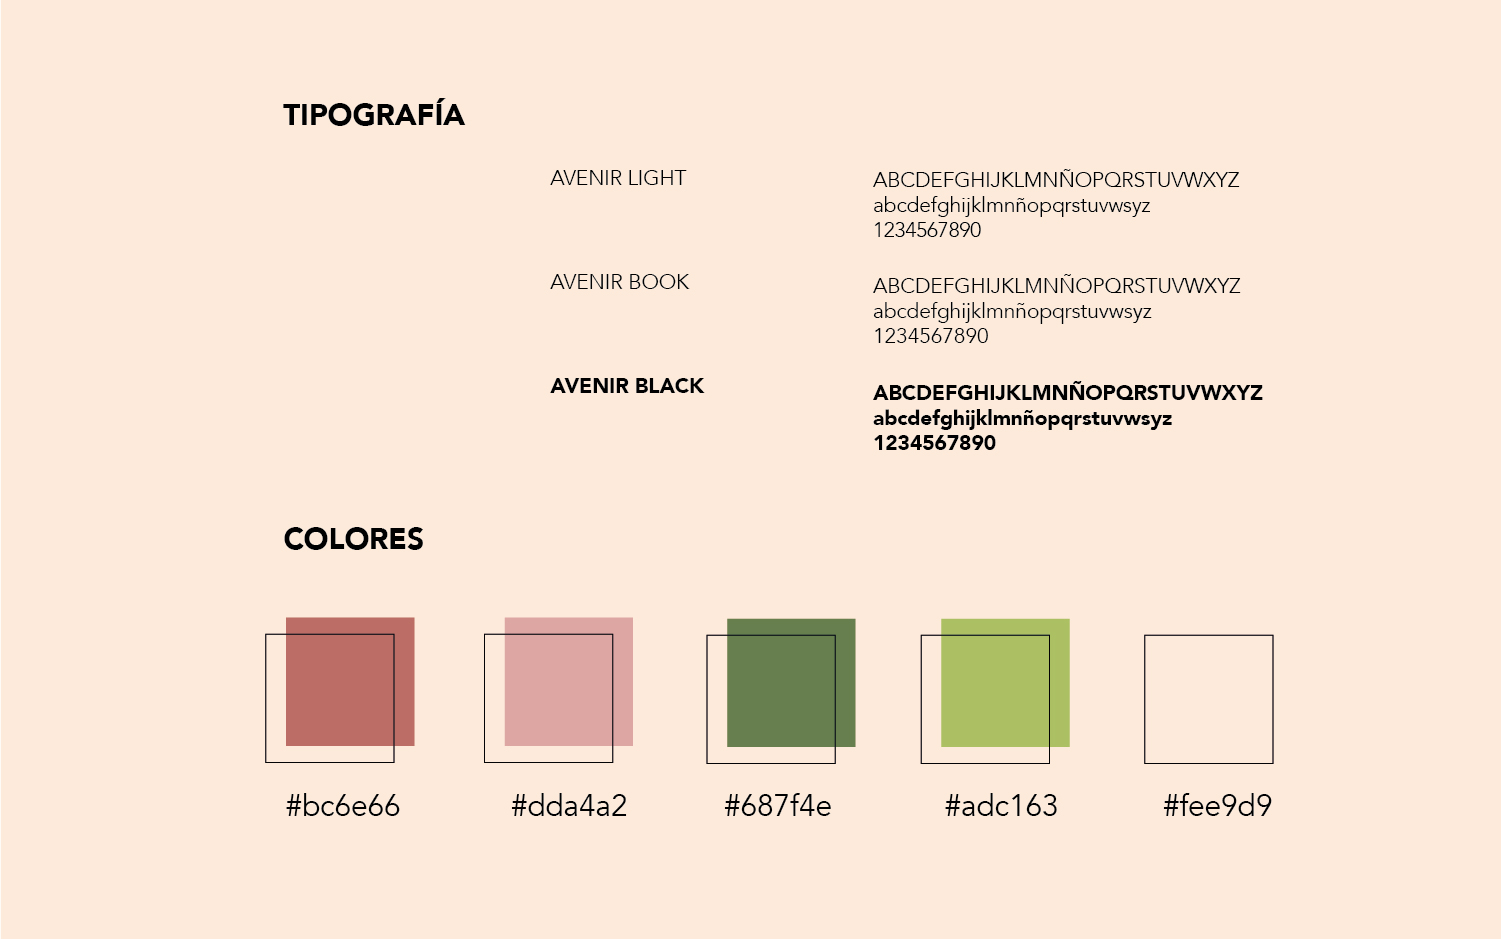 TIPOGRAFÍA
AVENIR LIGHT
ABCDEFGHIJKLMNÑOPQRSTUVWXYZ
abcdefghijklmnñopqrstuvwsyz
1234567890
AVENIR BOOK
ABCDEFGHIJKLMNÑOPQRSTUVWXYZ
abcdefghijklmnñopqrstuvwsyz
1234567890
AVENIR BLACK
ABCDEFGHIJKLMNÑOPQRSTUVWXYZ
abcdefghijklmnñopqrstuvwsyz
1234567890
COLORES
#bc6e66
#dda4a2
#687f4e
#adc163
#fee9d9